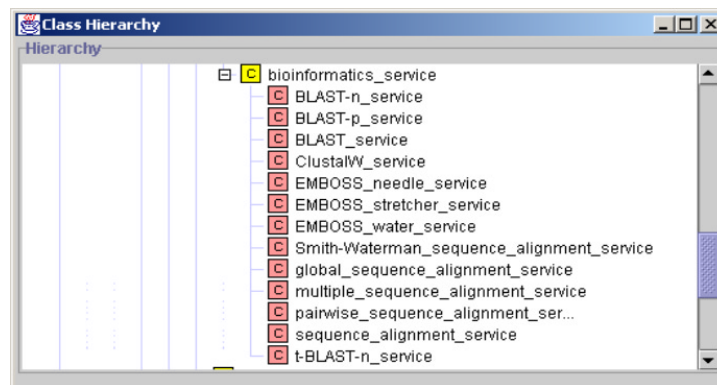 Class Hierarchy
Hierarchy
C bioinformatics_service
C BLAST-n_service
C BLAST-p_service
C BLAST_service
C ClustalW_service
C EMBOSS_needle_service
C EMBOSS_stretcher_service
C EMBOSS_water_service
C Smith-Waterman_sequence_alignment_service
C global_sequence_alignment_service
C multiple_sequence_alignment_service
C pairwise_sequence_alignment_ser...
C sequence_alignment_service
C t-BLAST-n_service